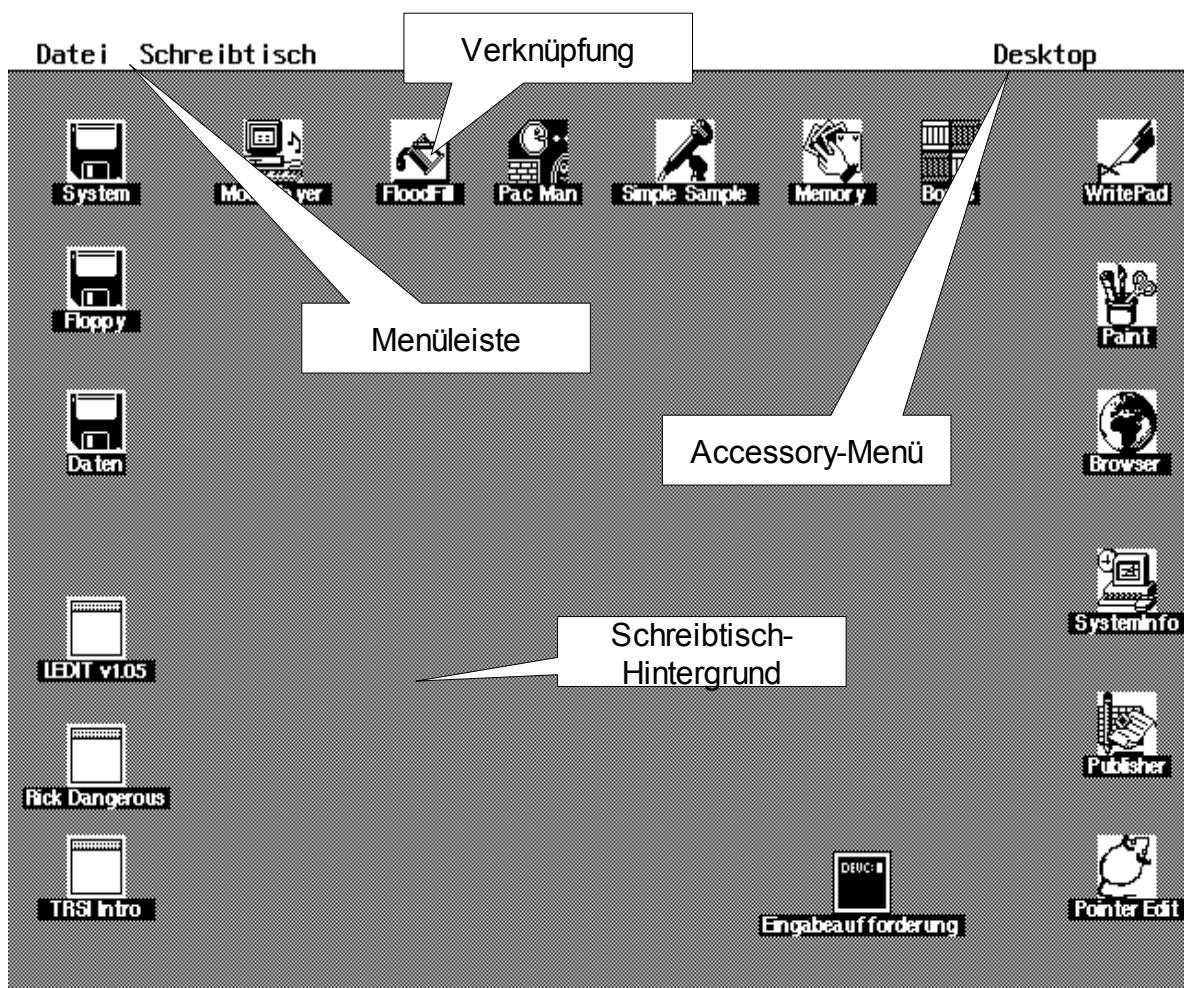 Datei Schreibtisch
Verknüpfung
Desktop
System
FloodFill
Pac Man
Simple Sample
Memory
WritePad
Floppy
Menüleiste
Paint
Daten
Accessory-Menü
Browser
LEDIT v1.05
Schreibtisch-
Hintergrund
SystemInfo
Rick Dangerous
Publisher
TRSI Intro
DEVC:
Eingabeaufforderung
Pointer Edit